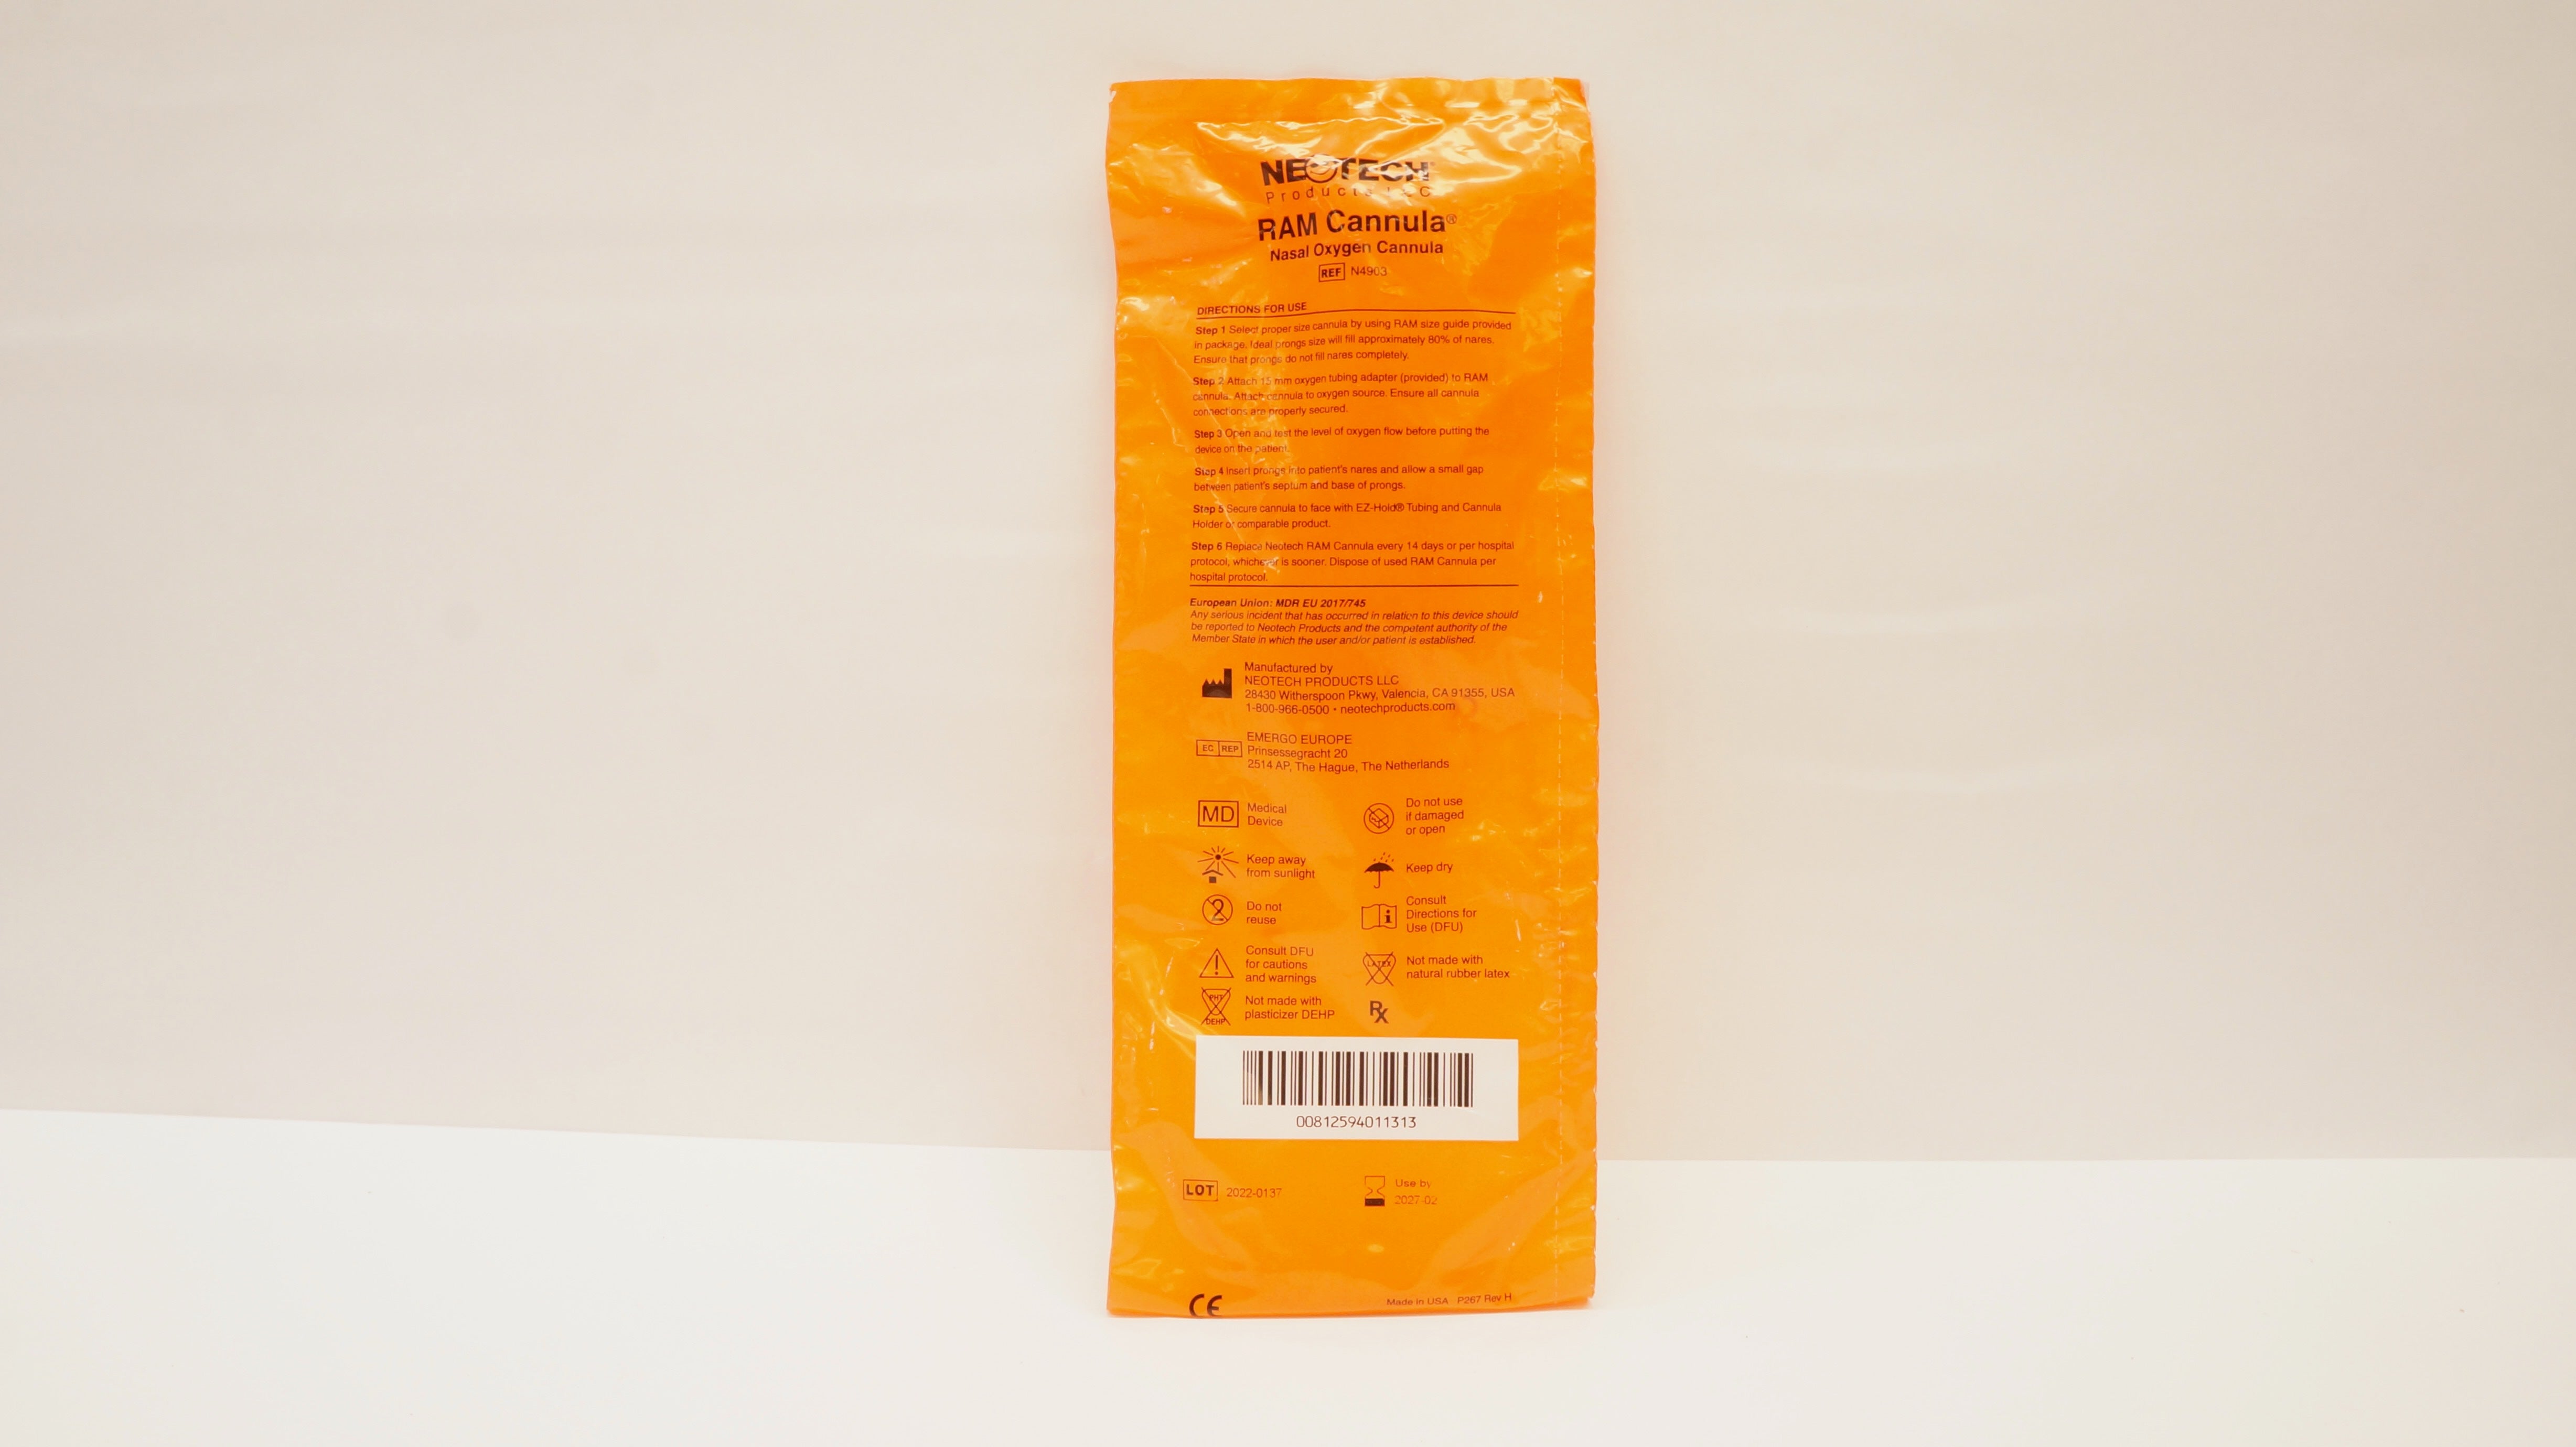 NEOTECH
Products LLC
RAM Cannula®
Nasal Oxygen Cannula
REF N4903
DIRECTIONS FOR USE
Step 1 Select proper size cannula by using RAM size guide provided
in package. Ideal prongs size will fill approximately 80% of nares.
Ensure that prongs do not fill nares completely.
Step 2 Attach 15 mm oxygen tubing adapter (provided) to RAM
cannula. Attach cannula to oxygen source. Ensure all cannula
connections are properly secured.
Step 3 Open and test the level of oxygen flow before putting the
device on the patient.
Step 4 Insert prongs into patient's nares and allow a small gap
between patient's septum and base of prongs.
Step 5 Secure cannula to face with EZ-Hold® Tubing and Cannula
Holder or comparable product.
Step 6 Replace Neotech RAM Cannula every 14 days or per hospital
protocol, whichever is sooner. Dispose of used RAM Cannula per
hospital protocol.
European Union: MDR EU 2017/745
Any serious incident that has occurred in relation to this device should
be reported to Neotech Products and the competent authority of the
Member State in which the user and/or patient is established.
Manufactured by
NEOTECH PRODUCTS LLC
28430 Witherspoon Pkwy, Valencia, CA 91355, USA
1-800-966-0500 • neotechproducts.com
EC REP
EMERGO EUROPE
Prinsessegracht 20
2514 AP, The Hague, The Netherlands
MD Medical
Device
Do not use
if damaged
or open
Keep away
from sunlight
Keep dry
2 Do not
reuse
i Consult
Directions for
Use (DFU)
! Consult DFU
for cautions
and warnings
LATEX Not made with
natural rubber latex
PHT
DEHP
Not made with
plasticizer DEHP
Rx
00812594011313
LOT 2022-0137
Use by
2027-02
CE
Made in USA P267 Rev H